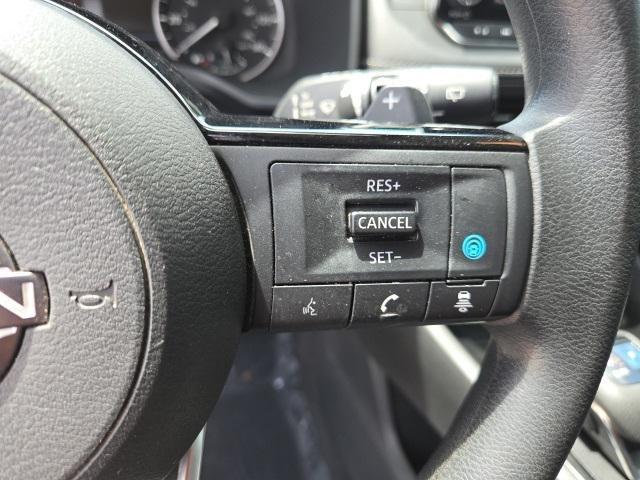 RES+
CANCEL
SET-
N
+